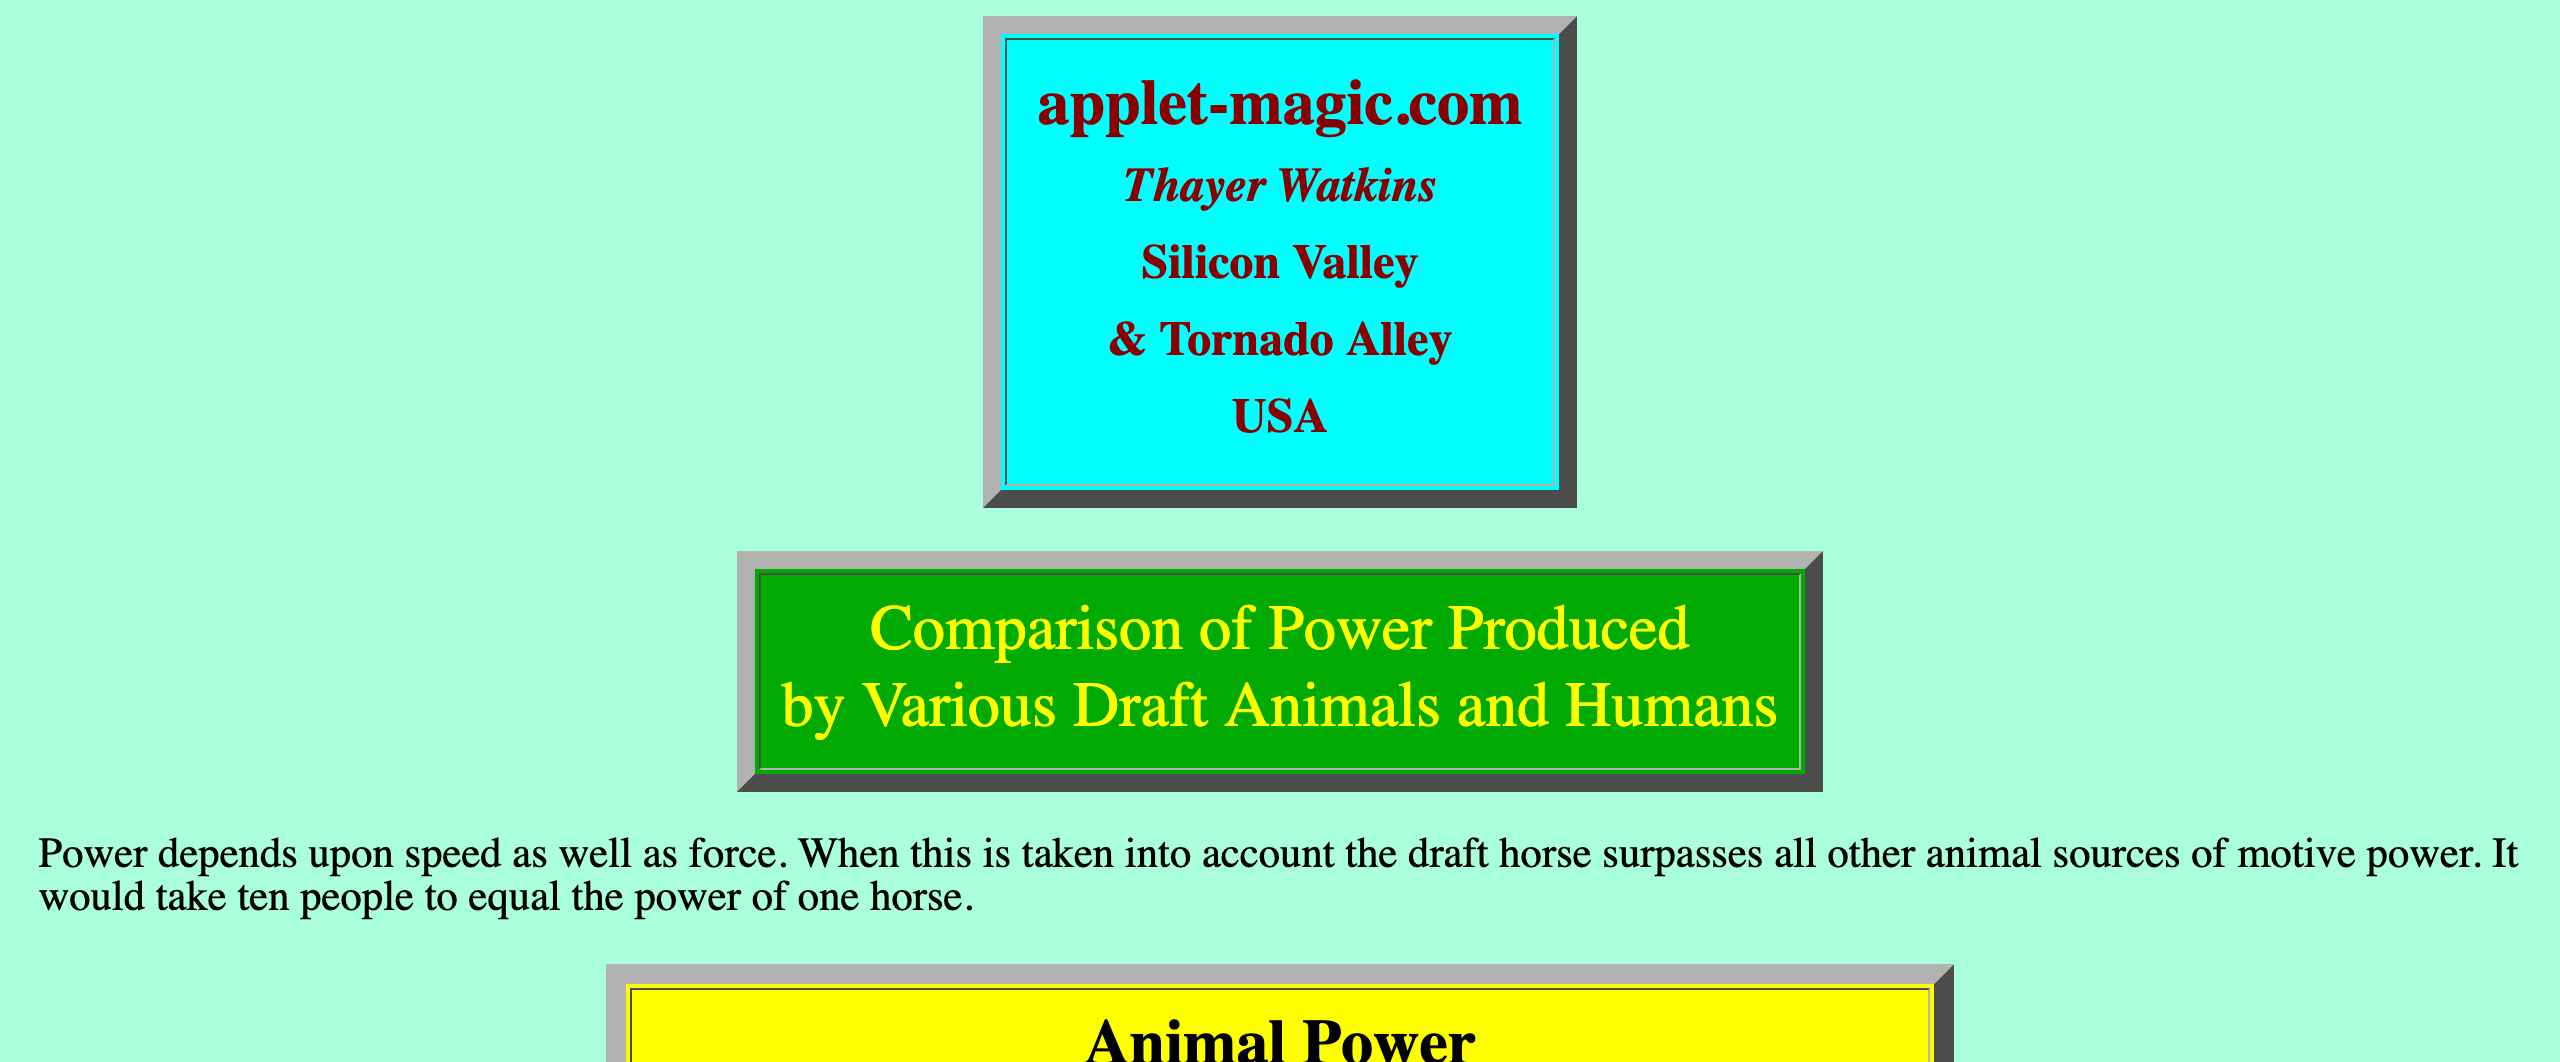 applet-magic.com
Thayer Watkins
Silicon Valley
& Tornado Alley
USA
Comparison of Power Produced
by Various Draft Animals and Humans
Power depends upon speed as well as force. When this is taken into account the draft horse surpasses all other animal sources of motive power. It
would take ten people to equal the power of one horse.
Animal Power